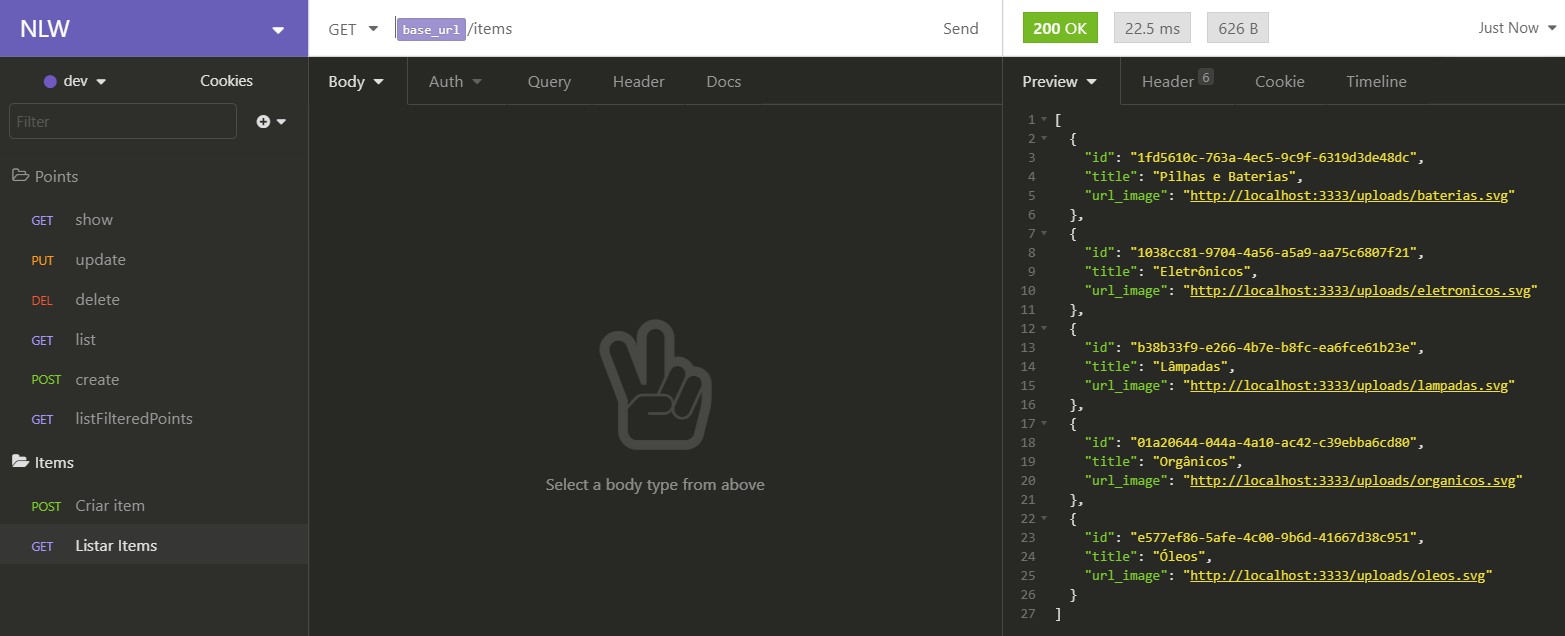 NLW
dev
Cookies
Filter
Points
GET show
PUT update
DEL delete
GET list
POST create
GET listFilteredPoints
Items
POST Criar item
GET Listar Items
GET base_url/items Send
Body Auth Query Header Docs
Select a body type from above
200 OK 22.5 ms 626 B Just Now
Preview Header 6 Cookie Timeline
1 [
2 {
3 "id": "1fd5610c-763a-4ec5-9c9f-6319d3de48dc",
4 "title": "Pilhas e Baterias",
5 "url_image": "http://localhost:3333/uploads/baterias.svg"
6 },
7 {
8 "id": "1038cc81-9704-4a56-a5a9-aa75c6807f21",
9 "title": "Eletrônicos",
10 "url_image": "http://localhost:3333/uploads/eletronicos.svg"
11 },
12 {
13 "id": "b38b33f9-e266-4b7e-b8fc-ea6fce61b23e",
14 "title": "Lâmpadas",
15 "url_image": "http://localhost:3333/uploads/lampadas.svg"
16 },
17 {
18 "id": "01a20644-044a-4a10-ac42-c39ebba6cd80",
19 "title": "Orgânicos",
20 "url_image": "http://localhost:3333/uploads/organicos.svg"
21 },
22 {
23 "id": "e577ef86-5afe-4c00-9b6d-41667d38c951",
24 "title": "Óleos",
25 "url_image": "http://localhost:3333/uploads/oleos.svg"
26 }
27 ]